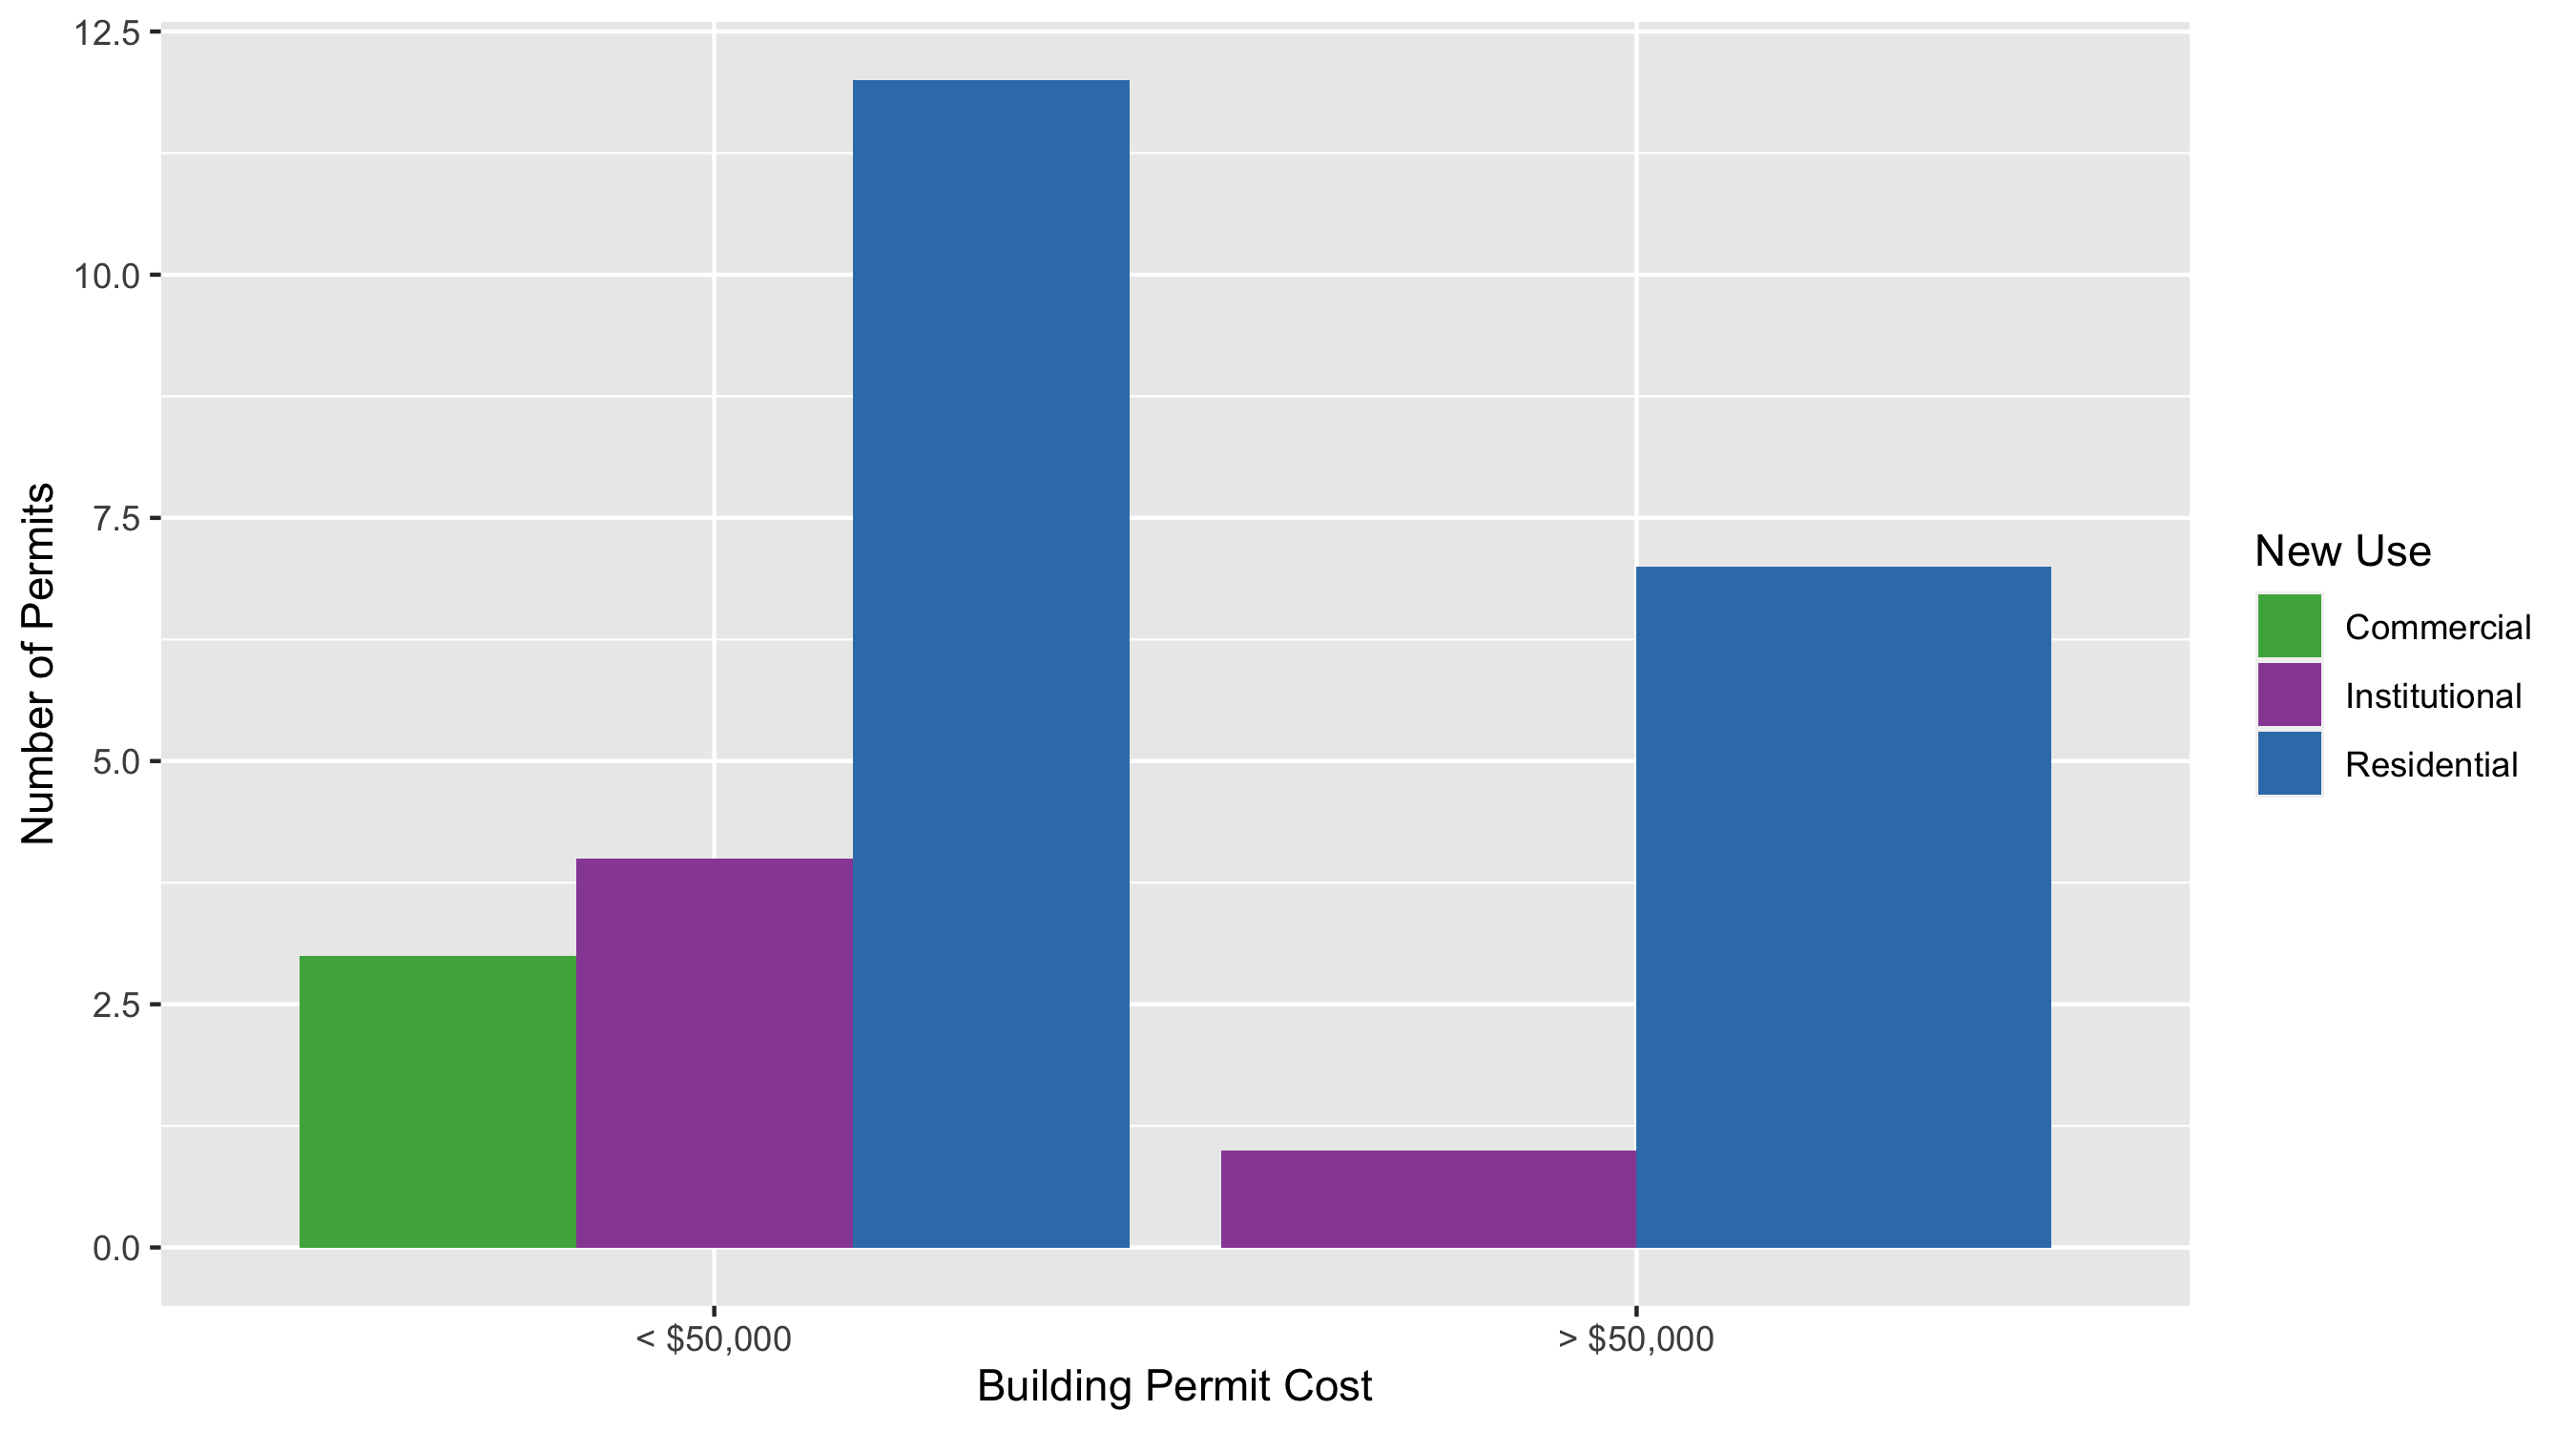 12.5
10.0
7.5
5.0
2.5
0.0
Number of Permits
< $50,000
> $50,000
Building Permit Cost
New Use
Commercial
Institutional
Residential